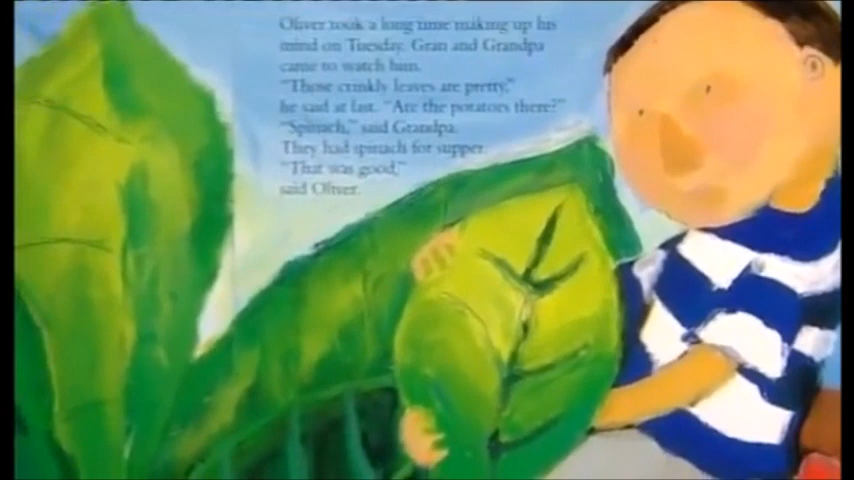 Oliver took a long time making up his
mind on Tuesday. Gran and Grandpa
came to watch him.
"Those crinkly leaves are pretty,"
he said at last. "Are the potatoes there?"
"Spinach," said Grandpa.
They had spinach for supper.
"That was good,"
said Oliver.